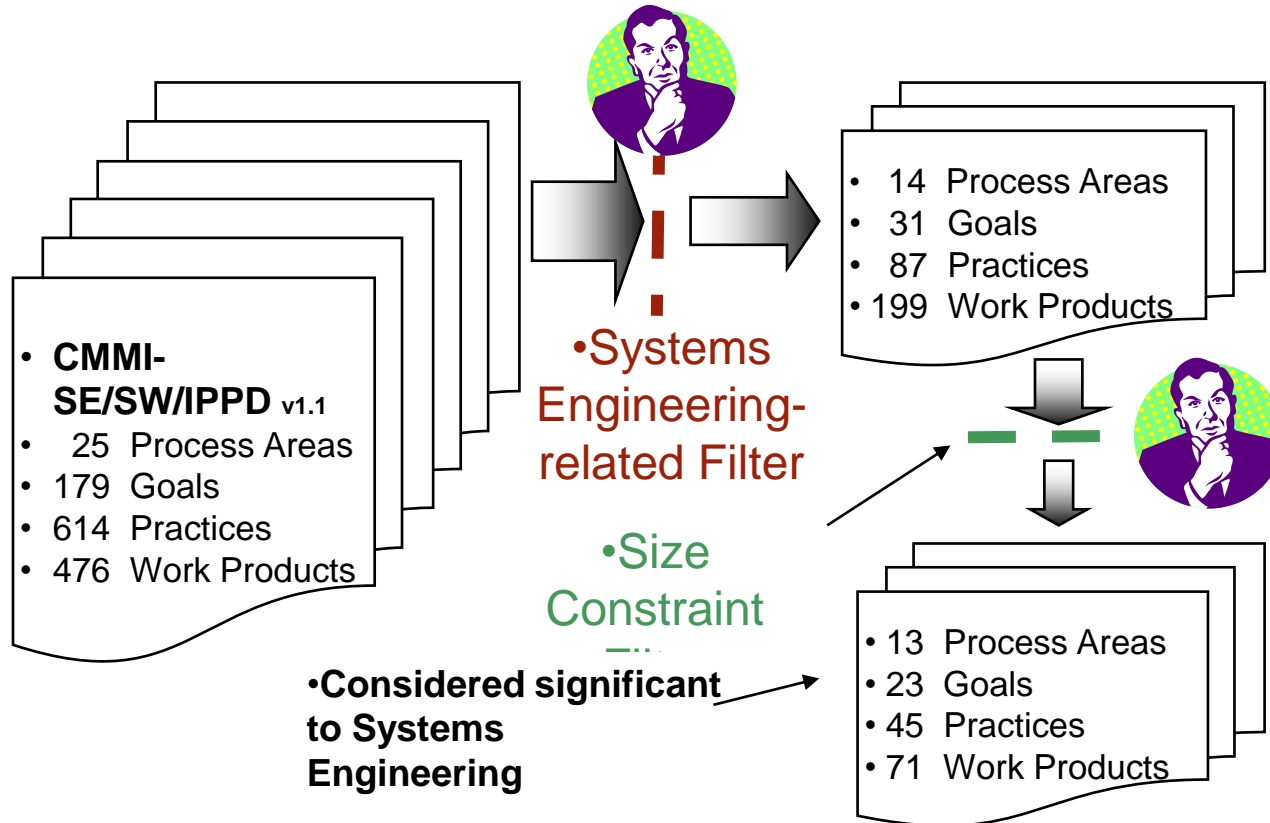 • CMMI-
SE/SW/IPPD v1.1
• 25 Process Areas
• 179 Goals
• 614 Practices
• 476 Work Products
•Systems
Engineering-
related Filter
•Size
Constraint
• 14 Process Areas
• 31 Goals
• 87 Practices
• 199 Work Products
•Considered significant
to Systems
Engineering
• 13 Process Areas
• 23 Goals
• 45 Practices
• 71 Work Products